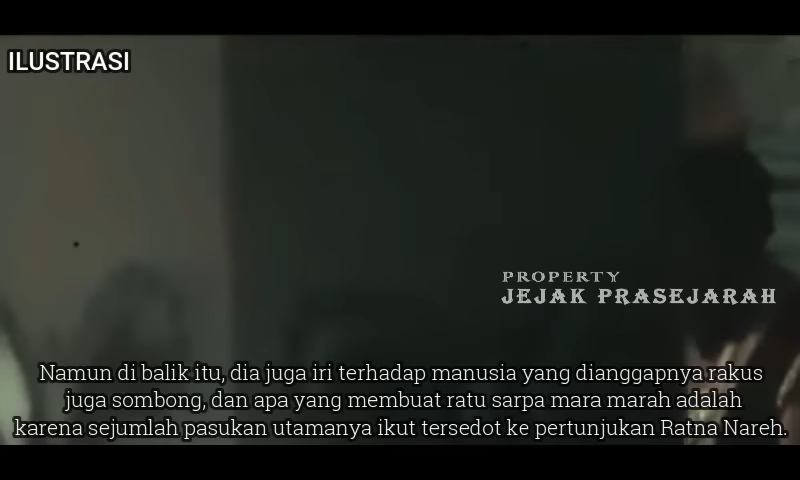 ILUSTRASI
PROPERTY
JEJAK PRASEJARAH
Namun di balik itu, dia juga iri terhadap manusia yang dianggapnya rakus
juga sombong, dan apa yang membuat ratu sarpa mara marah adalah
karena sejumlah pasukan utamanya ikut tersedot ke pertunjukan Ratna Nareh.